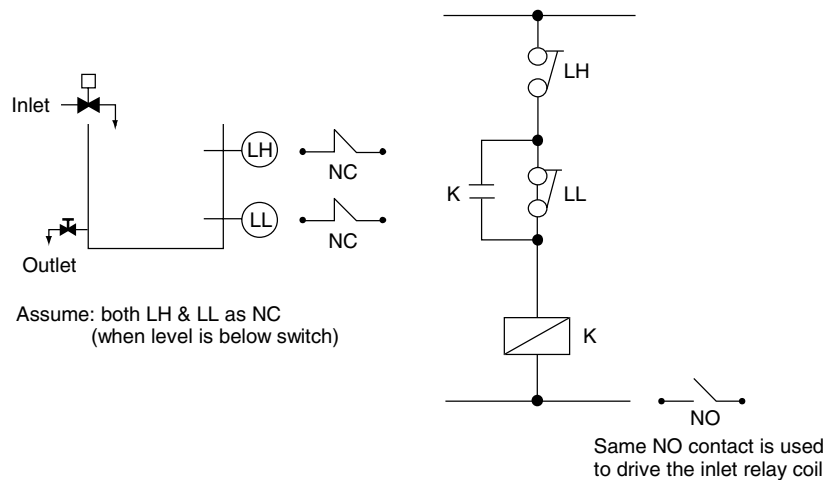 Inlet
LH
NC
LL
NC
Outlet
Assume: both LH & LL as NC
(when level is below switch)
LH
K
LL
K
NO
Same NO contact is used
to drive the inlet relay coil